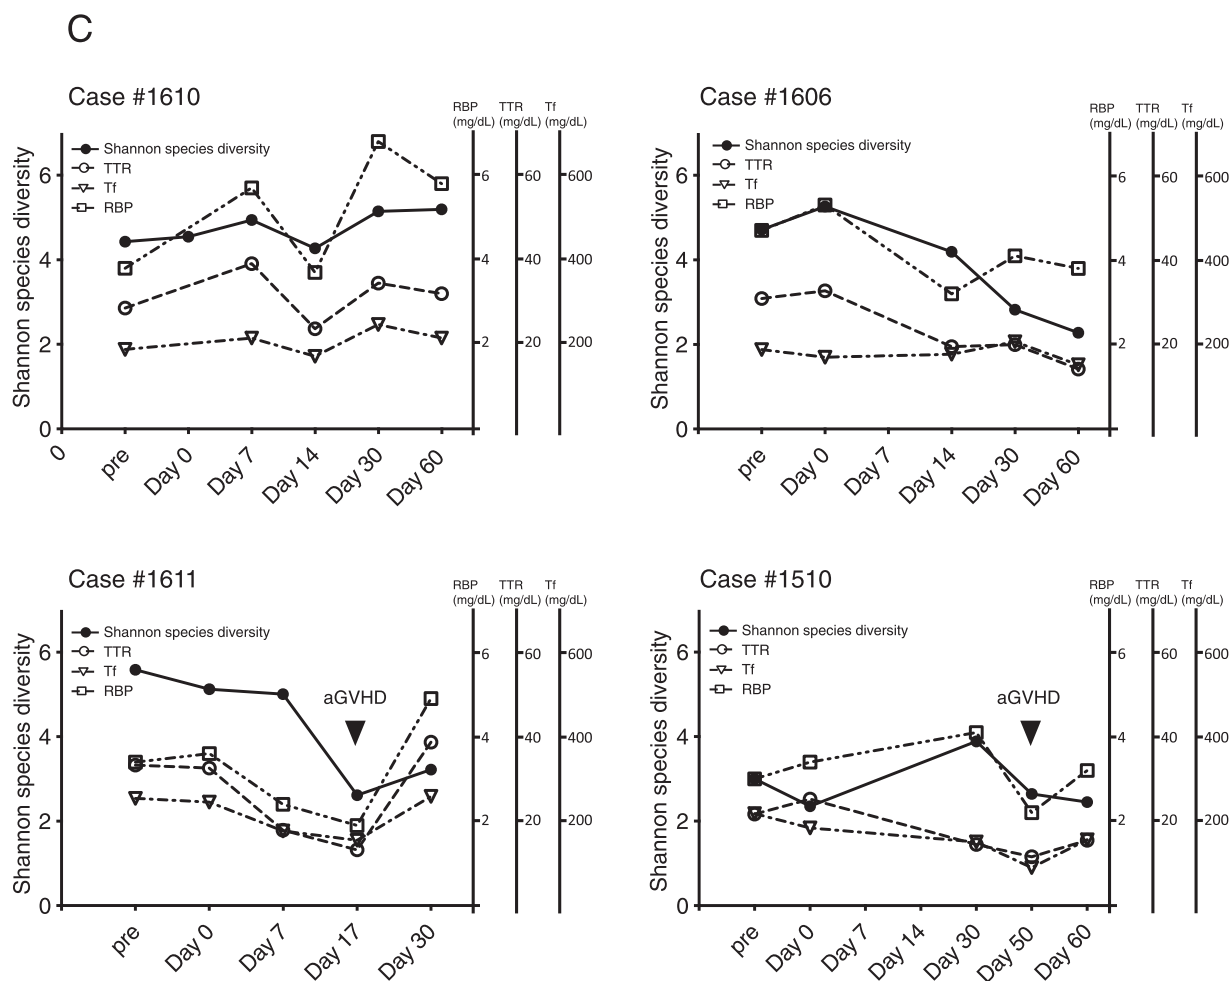 C
Case #1610
RBP TTR Tf
(mg/dL) (mg/dL) (mg/dL)
Shannon species diversity
Shannon species diversity
TTR
Tf
RBP
6 6 60 600
4 4 40 400
2 2 20 200
0
0 pre Day 0 Day 7 Day 14 Day 30 Day 60
Case #1606
RBP TTR Tf
(mg/dL) (mg/dL) (mg/dL)
Shannon species diversity
Shannon species diversity
TTR
Tf
RBP
6 6 60 600
4 4 40 400
2 2 20 200
0
pre Day 0 Day 7 Day 14 Day 30 Day 60
Case #1611
RBP TTR Tf
(mg/dL) (mg/dL) (mg/dL)
Shannon species diversity
Shannon species diversity
TTR
Tf
RBP
aGVHD
6 6 60 600
4 4 40 400
2 2 20 200
0
pre Day 0 Day 7 Day 17 Day 30
Case #1510
RBP TTR Tf
(mg/dL) (mg/dL) (mg/dL)
Shannon species diversity
Shannon species diversity
TTR
Tf
RBP
aGVHD
6 6 60 600
4 4 40 400
2 2 20 200
0
pre Day 0 Day 7 Day 14 Day 30 Day 50 Day 60